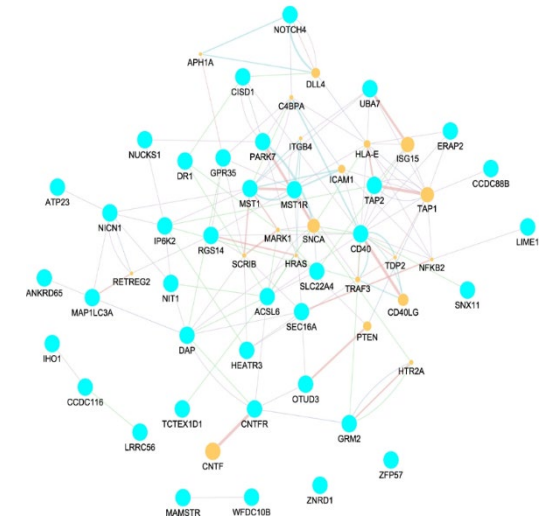 NOTCH4
APH1A
DLL4
CISD1
C4BPA
UBA7
ITGB4
NUCKS1
PARK7
HLA-E
ISG15
ERAP2
DR1
GPR35
ICAM1
CCDC88B
ATP23
MST1
MST1R
TAP2
TAP1
NICN1
IP6K2
RGS14
MARK1
SNCA
CD40
LIME1
SCRIB
HRAS
TDP2
NFKB2
RETREG2
SLC22A4
TRAF3
ANKRD65
MAP1LC3A
NIT1
ACSL6
CD40LG
SNX11
SEC16A
DAP
PTEN
IHO1
HEATR3
HTR2A
CCDC116
OTUD3
TCTEX1D1
CNTFR
GRM2
LRRC56
CNTF
ZFP57
ZNRD1
MAMSTR
WFDC10B